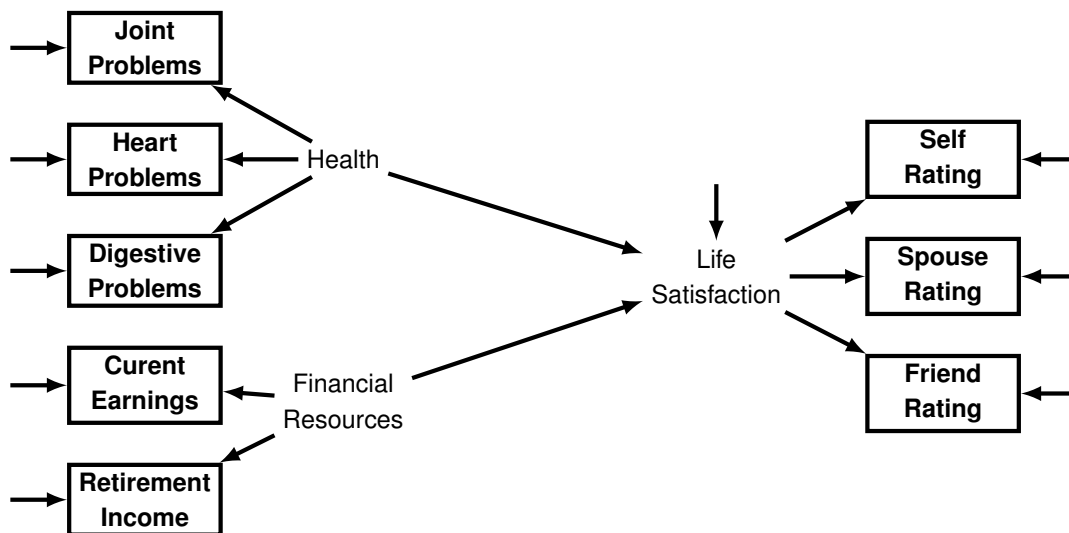 Joint
Problems
Heart
Problems
Digestive
Problems
Curent
Earnings
Retirement
Income
Health
Financial
Resources
Life
Satisfaction
Self
Rating
Spouse
Rating
Friend
Rating